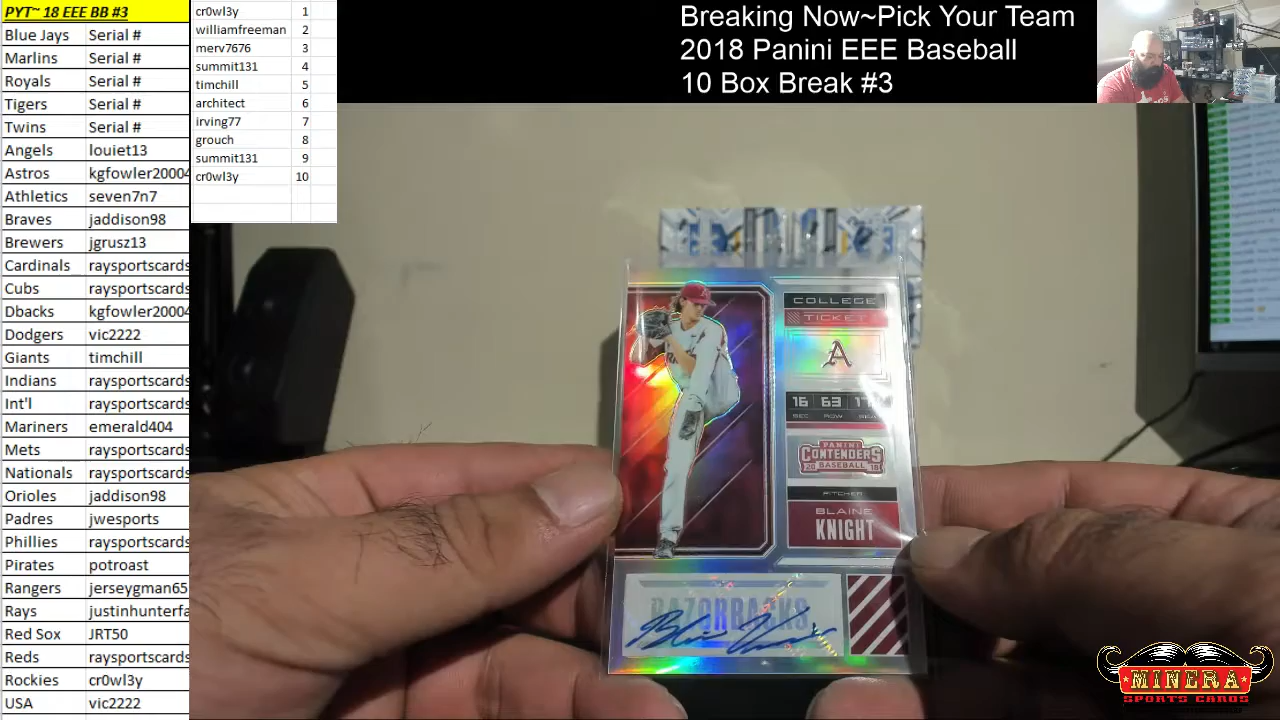 PYT~ 18 EEE BB #3
Blue Jays Serial #
Marlins Serial #
Royals Serial #
Tigers Serial #
Twins Serial #
Angels louiet13
Astros kgfowler20004
Athletics seven7n7
Braves jaddison98
Brewers jgrusz13
Cardinals raysportscards
Cubs raysportscards
Dbacks kgfowler20004
Dodgers vic2222
Giants timchill
Indians raysportscards
Int'l raysportscards
Mariners emerald404
Mets raysportscards
Nationals raysportscards
Orioles jaddison98
Padres jwesports
Phillies raysportscards
Pirates potroast
Rangers jerseygman65
Rays justinhunterfa
Red Sox JRT50
Reds raysportscards
Rockies cr0wl3y
USA vic2222
cr0wl3y 1
williamfreeman 2
merv7676 3
summit131 4
timchill 5
architect 6
irving77 7
grouch 8
summit131 9
cr0wl3y 10
Breaking Now~Pick Your Team
2018 Panini EEE Baseball
10 Box Break #3
COLLEGE
TICKET
A
16 63
SEC ROW SEAT
PANINI
CONTENDERS
20 BASEBALL 18
PITCHER
BLAINE
KNIGHT
RAZORBACKS
MINERA
SPORTS CARDS